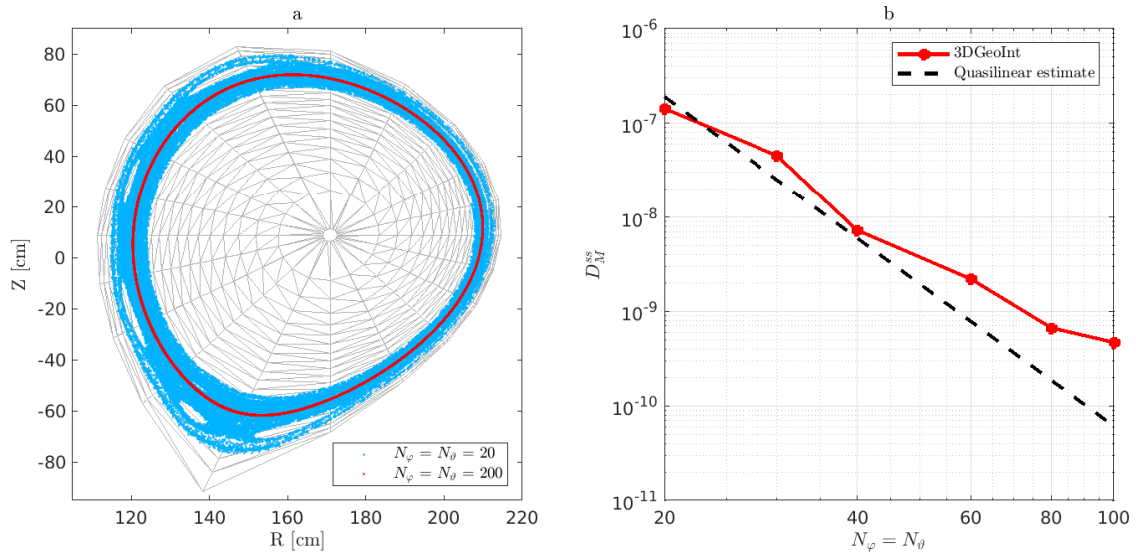 a
80
60
40
20
0
-20
-40
-60
-80
Z [cm]
120 140 160 180 200 220
R [cm]
N_φ = N_ϑ = 20
N_φ = N_ϑ = 200
b
10^-6
10^-7
10^-8
10^-9
10^-10
10^-11
D_M^ss
20 40 60 80 100
N_φ = N_ϑ
3DGeoInt
Quasilinear estimate